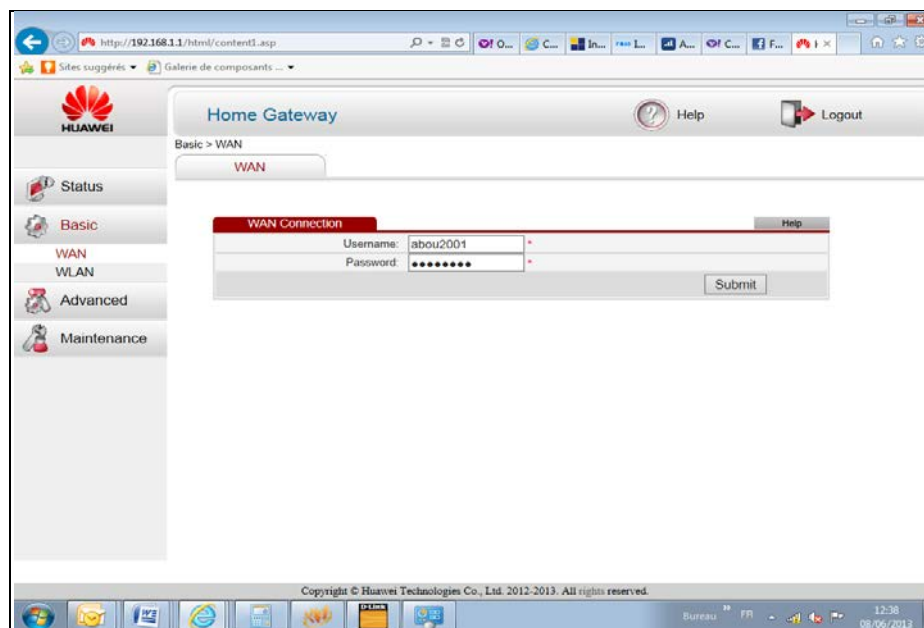 http://192.168.1.1/html/content1.asp
O... C... In... L... A... C... F...
Sites suggérés Galerie de composants ...
HUAWEI
Home Gateway
Help
Logout
Basic > WAN
WAN
Status
Basic
WAN
WLAN
Advanced
Maintenance
WAN Connection
Help
Username: abou2001 *
Password: •••••••• *
Submit
Copyright © Huawei Technologies Co., Ltd. 2012-2013. All rights reserved.
D-Link
Bureau » FR
12:38
08/06/2013